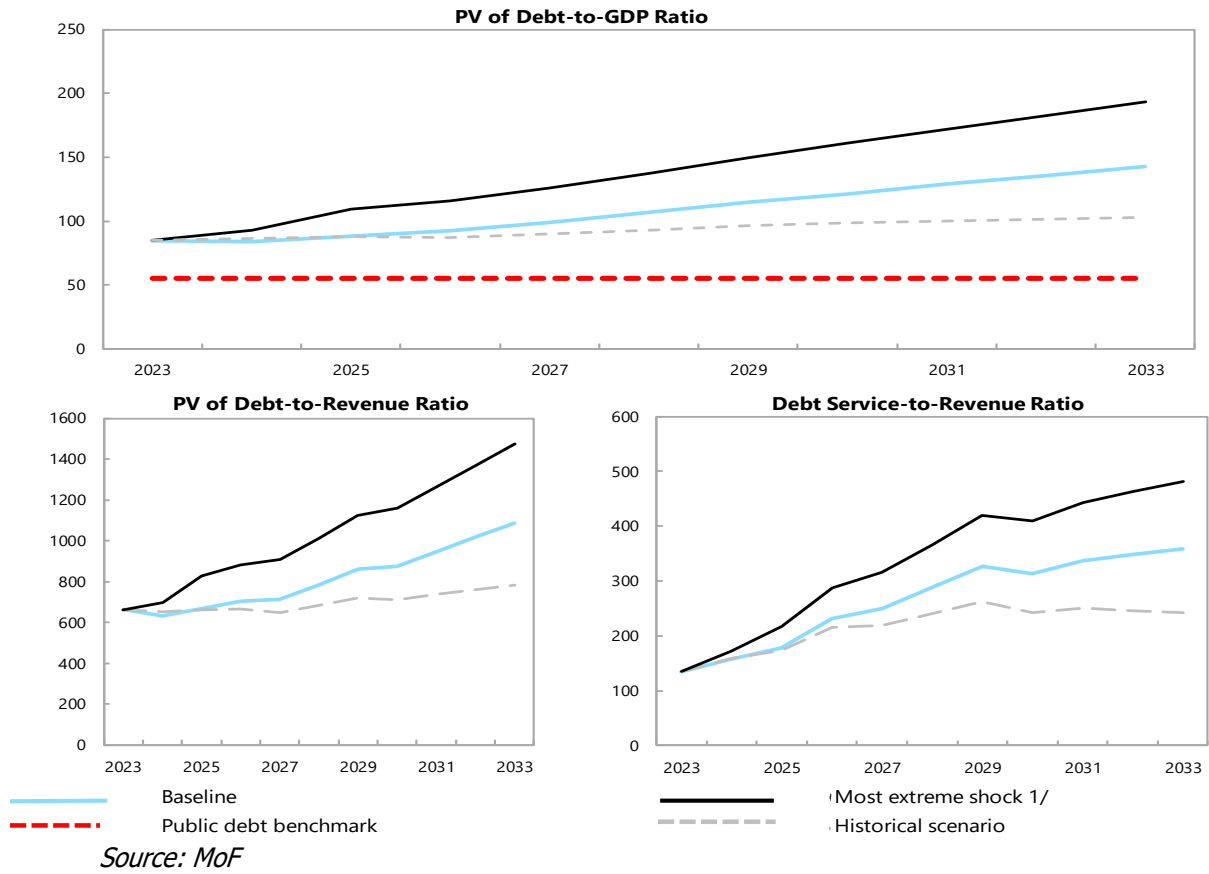 PV of Debt-to-GDP Ratio
250
200
150
100
50
0
2023 2025 2027 2029 2031 2033
PV of Debt-to-Revenue Ratio
1600
1400
1200
1000
800
600
400
200
0
2023 2025 2027 2029 2031 2033
Debt Service-to-Revenue Ratio
600
500
400
300
200
100
0
2023 2025 2027 2029 2031 2033
Baseline
Most extreme shock 1/
Public debt benchmark
Historical scenario
Source: MoF